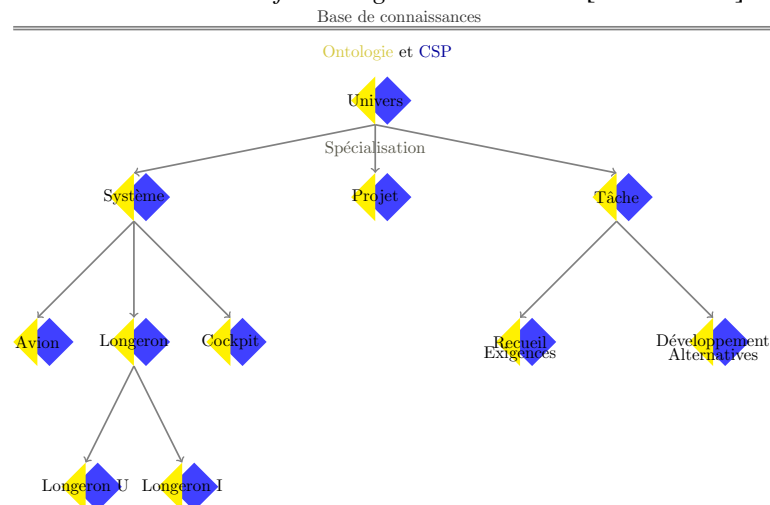 Base de connaissances
Ontologie et CSP
Univers
Spécialisation
Système
Projet
Tâche
Avion
Longeron
Cockpit
Recueil
Exigences
Développement
Alternatives
Longeron U
Longeron I